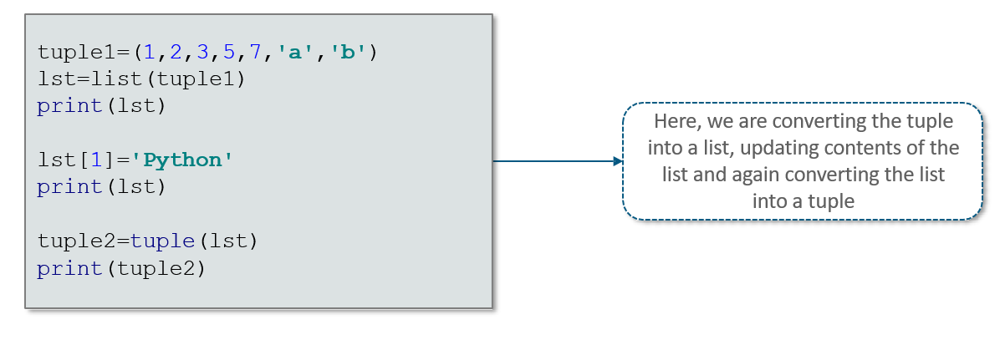 tuple1=(1,2,3,5,7,'a','b')
lst=list(tuple1)
print(lst)
lst[1]='Python'
print(lst)
tuple2=tuple(lst)
print(tuple2)
Here, we are converting the tuple
into a list, updating contents of the
list and again converting the list
into a tuple